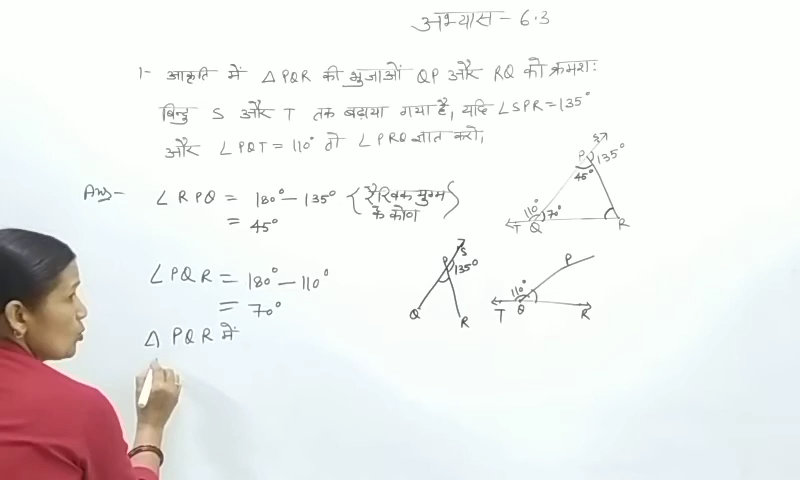 अभ्यास - 6.3
1- आकृति में △ PQR की भुजाओं QP और RQ को क्रमशः
बिन्दु S और T तक बढ़ाया गया है, यदि ∠SPR = 135°
और ∠PQT = 110° तो ∠PRQ ज्ञात करो,
Ans- ∠RPQ = 180° - 135° { रैखिक युग्म
के कोण }
= 45°
∠PQR = 180° - 110°
= 70°
△ PQR में
S
P 135°
45°
110° 70°
T Q R
S
P
135°
Q R
P
110°
T Q R